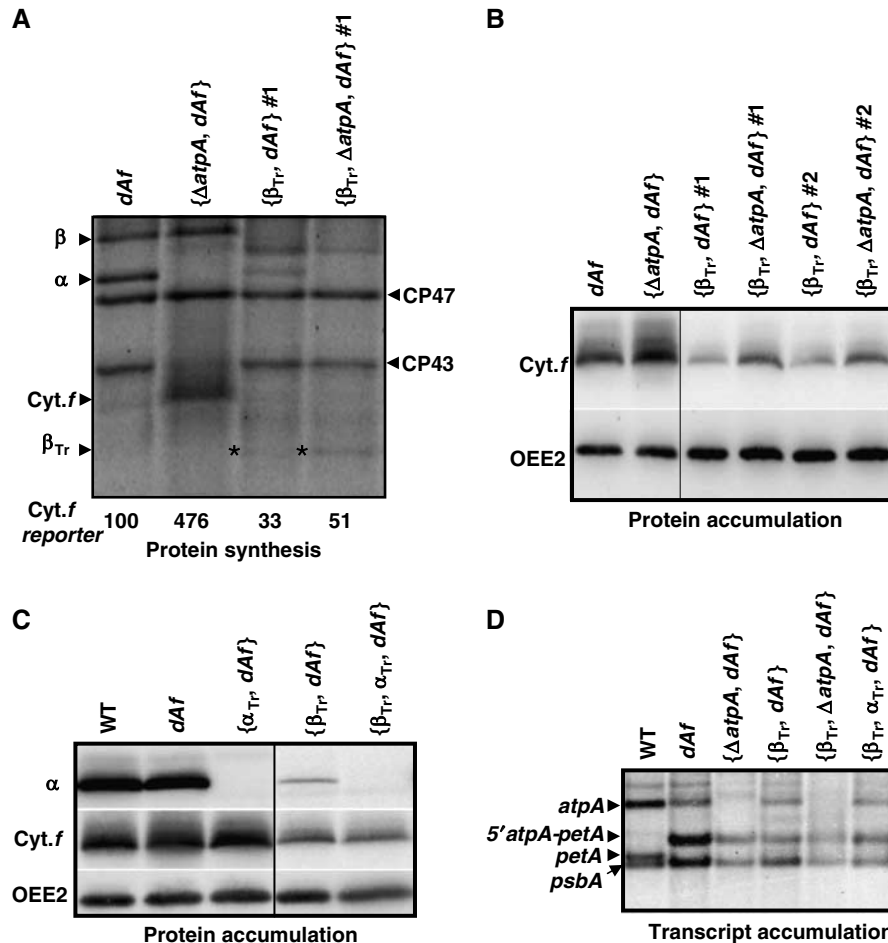 A
dAf
{ΔatpA, dAf}
{βTr, dAf} #1
{βTr, ΔatpA, dAf} #1
β
α
Cyt.f
βTr
CP47
CP43
* *
Cyt.f
reporter
100 476 33 51
Protein synthesis
B
dAf
{ΔatpA, dAf}
{βTr, dAf} #1
{βTr, ΔatpA, dAf} #1
{βTr, dAf} #2
{βTr, ΔatpA, dAf} #2
Cyt.f
OEE2
Protein accumulation
C
WT
dAf
{αTr, dAf}
{βTr, dAf}
{βTr, αTr, dAf}
α
Cyt.f
OEE2
Protein accumulation
D
WT
dAf
{ΔatpA, dAf}
{βTr, dAf}
{βTr, ΔatpA, dAf}
{βTr, αTr, dAf}
atpA
5′atpA-petA
petA
psbA
Transcript accumulation